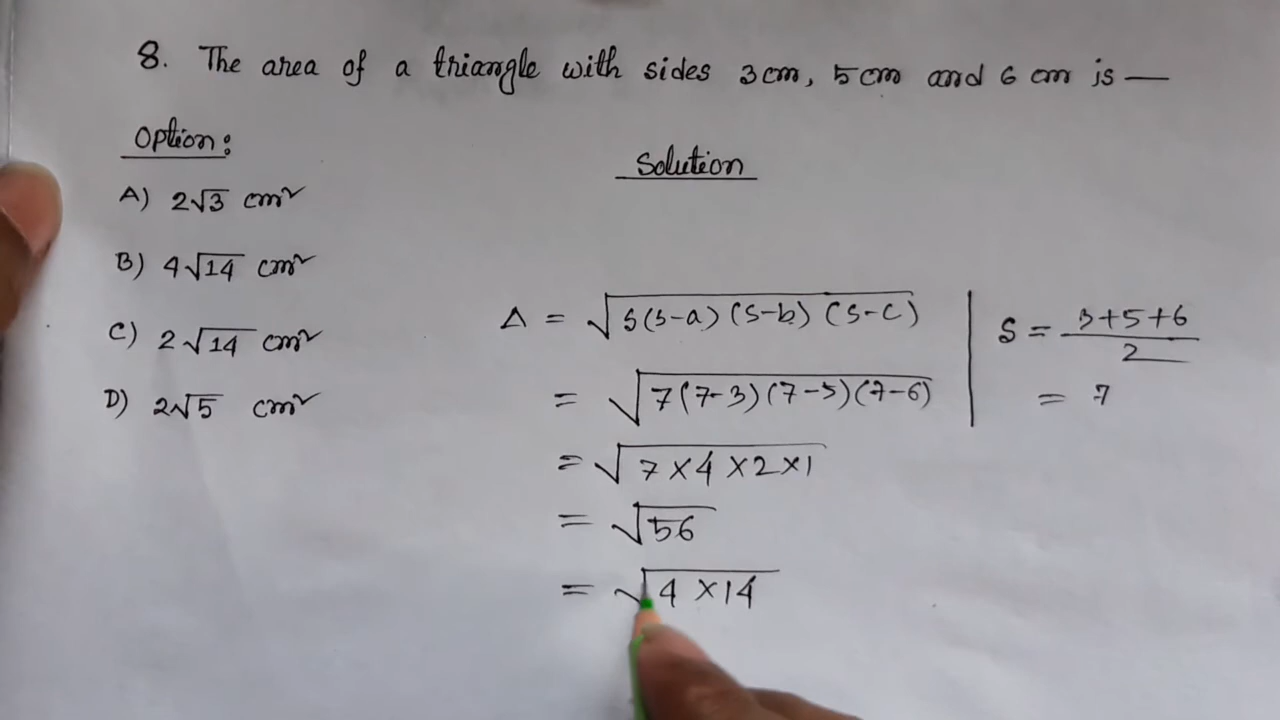 8. The area of a triangle with sides 3cm, 5cm and 6 cm is —
Option:
Solution
A) 2√3 cm²
B) 4√14 cm²
C) 2√14 cm²
D) 2√5 cm²
Δ = √s(s-a)(s-b)(s-c)
= √7(7-3)(7-5)(7-6)
= √7×4×2×1
= √56
= √4×14
S = 3+5+6
2
= 7